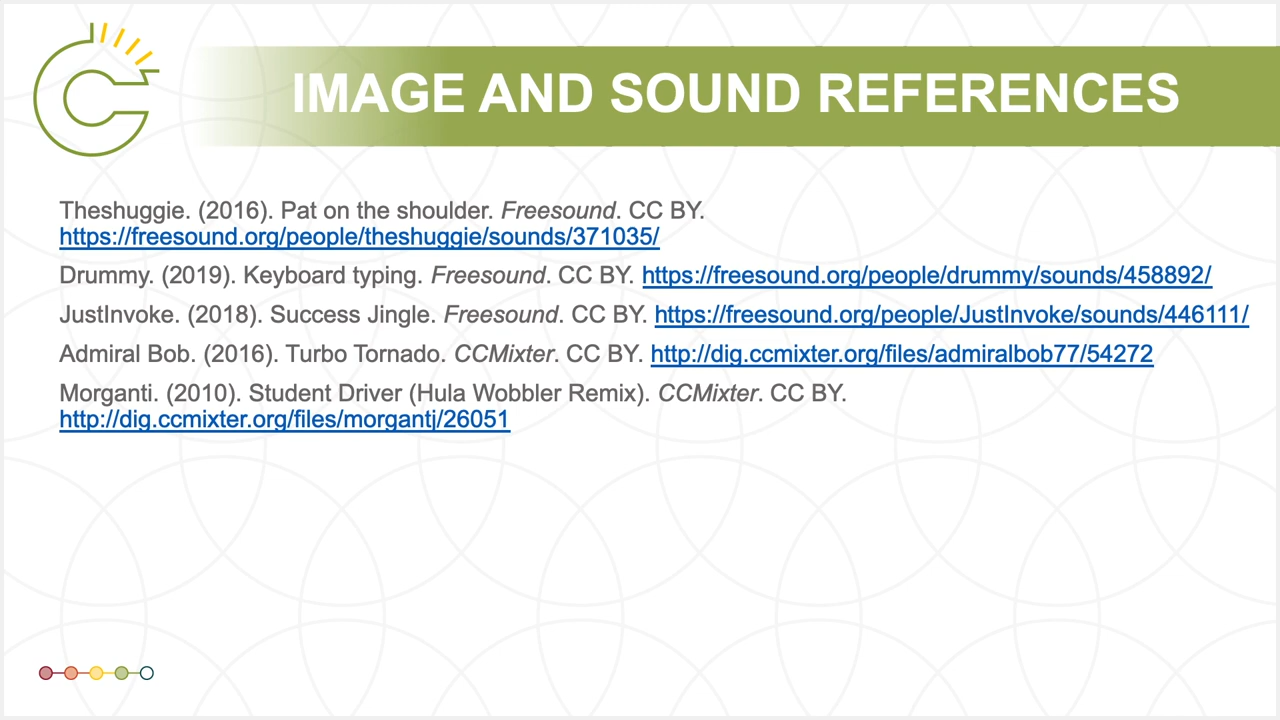 IMAGE AND SOUND REFERENCES
Theshuggie. (2016). Pat on the shoulder. Freesound. CC BY.
https://freesound.org/people/theshuggie/sounds/371035/
Drummy. (2019). Keyboard typing. Freesound. CC BY. https://freesound.org/people/drummy/sounds/458892/
JustInvoke. (2018). Success Jingle. Freesound. CC BY. https://freesound.org/people/JustInvoke/sounds/446111/
Admiral Bob. (2016). Turbo Tornado. CCMixter. CC BY. http://dig.ccmixter.org/files/admiralbob77/54272
Morganti. (2010). Student Driver (Hula Wobbler Remix). CCMixter. CC BY.
http://dig.ccmixter.org/files/morgantj/26051